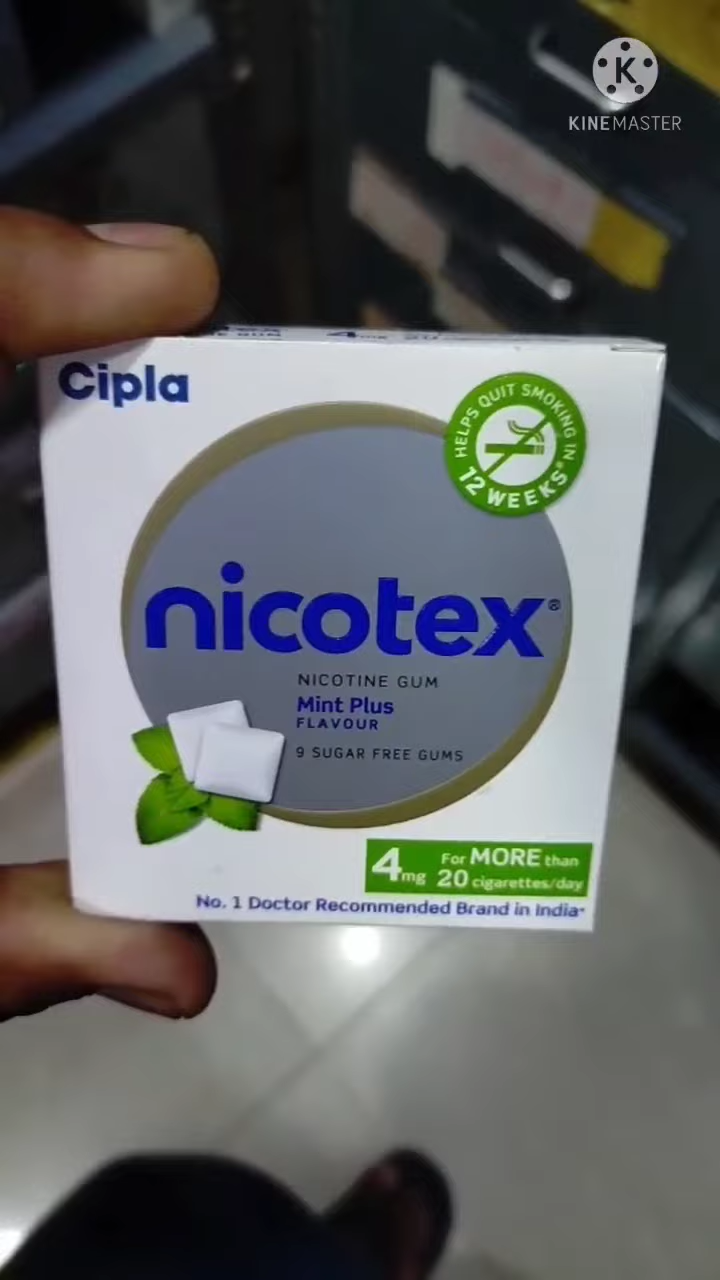 KINEMASTER
Cipla
HELPS QUIT SMOKING IN
12 WEEKS*
nicotex®
NICOTINE GUM
Mint Plus
FLAVOUR
9 SUGAR FREE GUMS
4mg For MORE than
20 cigarettes/day
No. 1 Doctor Recommended Brand in India*